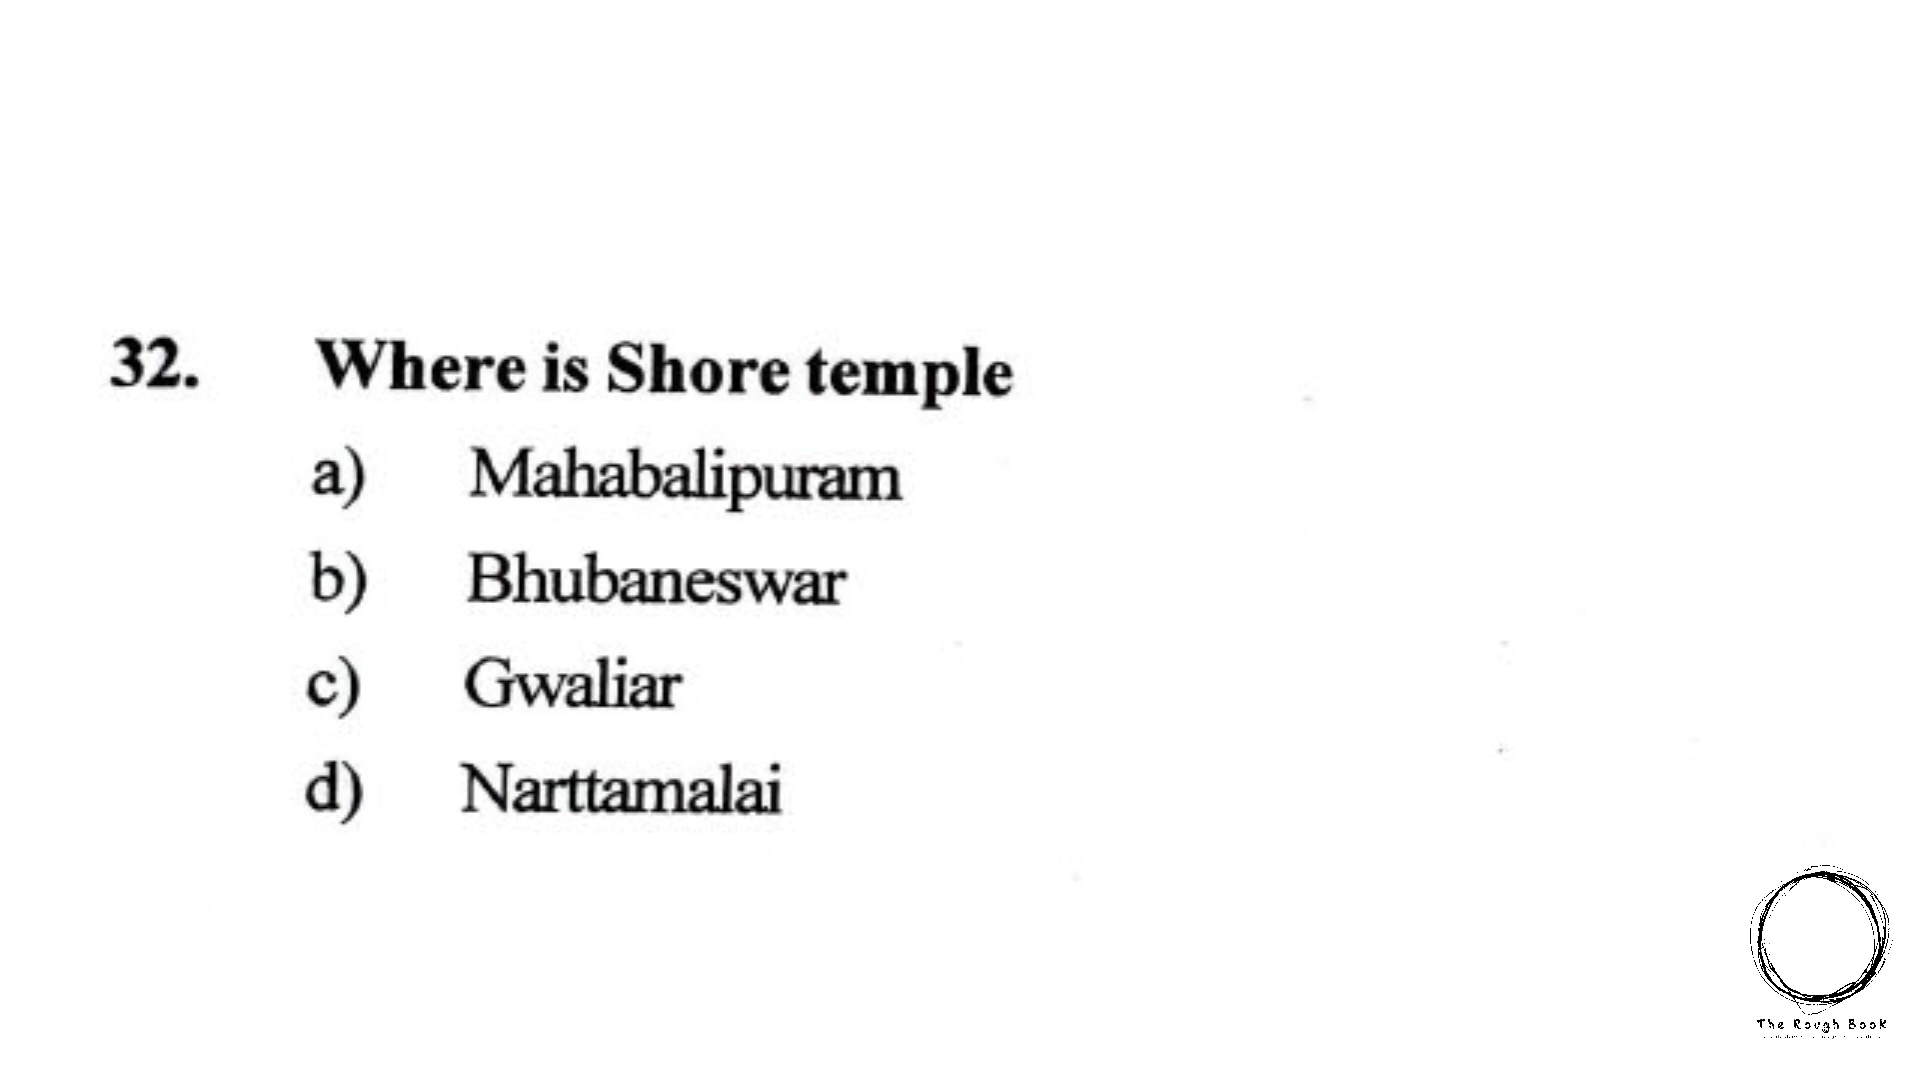 32. Where is Shore temple
a) Mahabalipuram
b) Bhubaneswar
c) Gwaliar
d) Narttamalai
The Rough Book